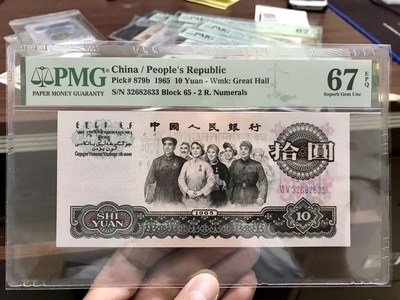 PMG
PAPER MONEY GUARANTY
China / People's Republic
Pick# 879b 1965 10 Yuan - Wmk: Great Hall
S/N 32682633 Block 65 - 2 R. Numerals
67 EPQ
Superb Gem Unc
中國人民銀行
拾圓
32682633
1965
SHI
YUAN
10